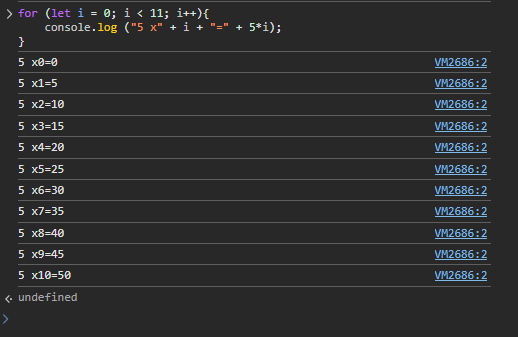 for (let i = 0; i < 11; i++){
    console.log ("5 x" + i + "=" + 5*i);
}
5 x0=0 VM2686:2
5 x1=5 VM2686:2
5 x2=10 VM2686:2
5 x3=15 VM2686:2
5 x4=20 VM2686:2
5 x5=25 VM2686:2
5 x6=30 VM2686:2
5 x7=35 VM2686:2
5 x8=40 VM2686:2
5 x9=45 VM2686:2
5 x10=50 VM2686:2
undefined